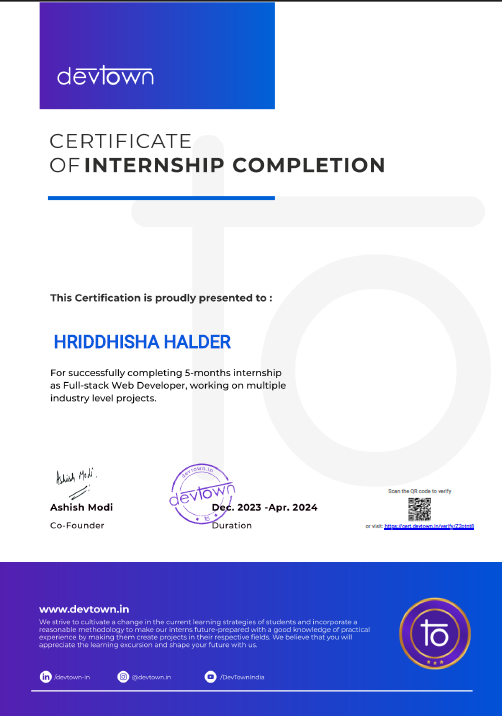 devtown
CERTIFICATE
OF INTERNSHIP COMPLETION
This Certification is proudly presented to :
HRIDDHISHA HALDER
For successfully completing 5-months internship
as Full-stack Web Developer, working on multiple
industry level projects.
Ashish Modi.
devtown.in
devtown
Ashish Modi
Dec. 2023 -Apr. 2024
Co-Founder
Duration
Scan the QR code to verify
or visit:
www.devtown.in
We strive to cultivate a change in the current learning strategies of students and incorporate a
reasonable methodology to make our interns future-prepared with a good knowledge of practical
experience by making them create projects in their respective fields. We believe that you will
appreciate the learning excursion and shape your future with us.
to
/devtown-in
@devtown.in
/DevTownIndia